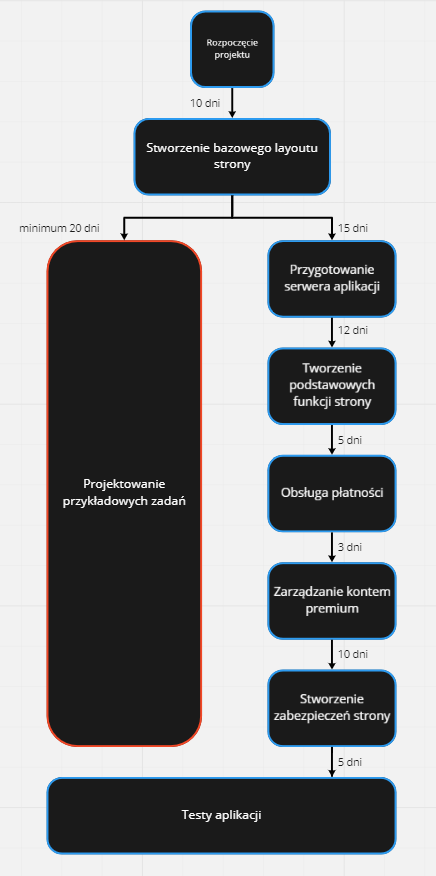 Rozpoczęcie
projektu
10 dni
Stworzenie bazowego layoutu
strony
minimum 20 dni
15 dni
Przygotowanie
serwera aplikacji
12 dni
Tworzenie
podstawowych
funkcji strony
5 dni
Projektowanie
przykładowych zadań
Obsługa płatności
3 dni
Zarządzanie kontem
premium
10 dni
Stworzenie
zabezpieczeń strony
5 dni
Testy aplikacji